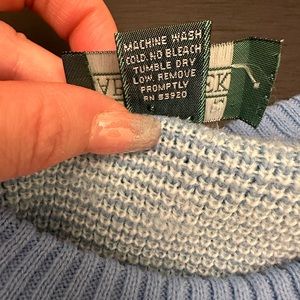 MACHINE WASH
COLD. NO BLEACH
TUMBLE DRY
LOW. REMOVE
PROMPTLY
RN 53920